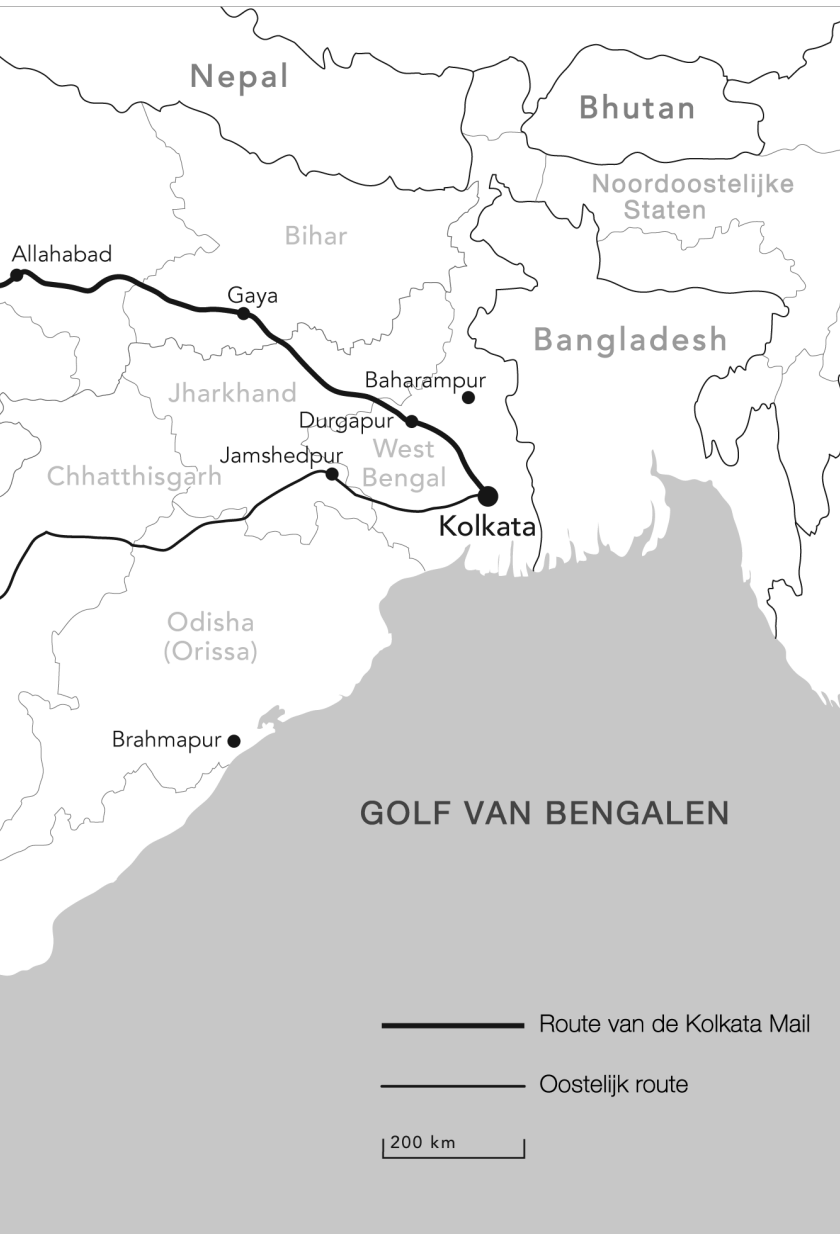 Nepal
Bhutan
Noordoostelijke
Staten
Bihar
Allahabad
Gaya
Bangladesh
Baharampur
Jharkhand
Durgapur
West
Bengal
Jamshedpur
Chhatthisgarh
Kolkata
Odisha
(Orissa)
Brahmapur
GOLF VAN BENGALEN
Route van de Kolkata Mail
Oostelijk route
200 km